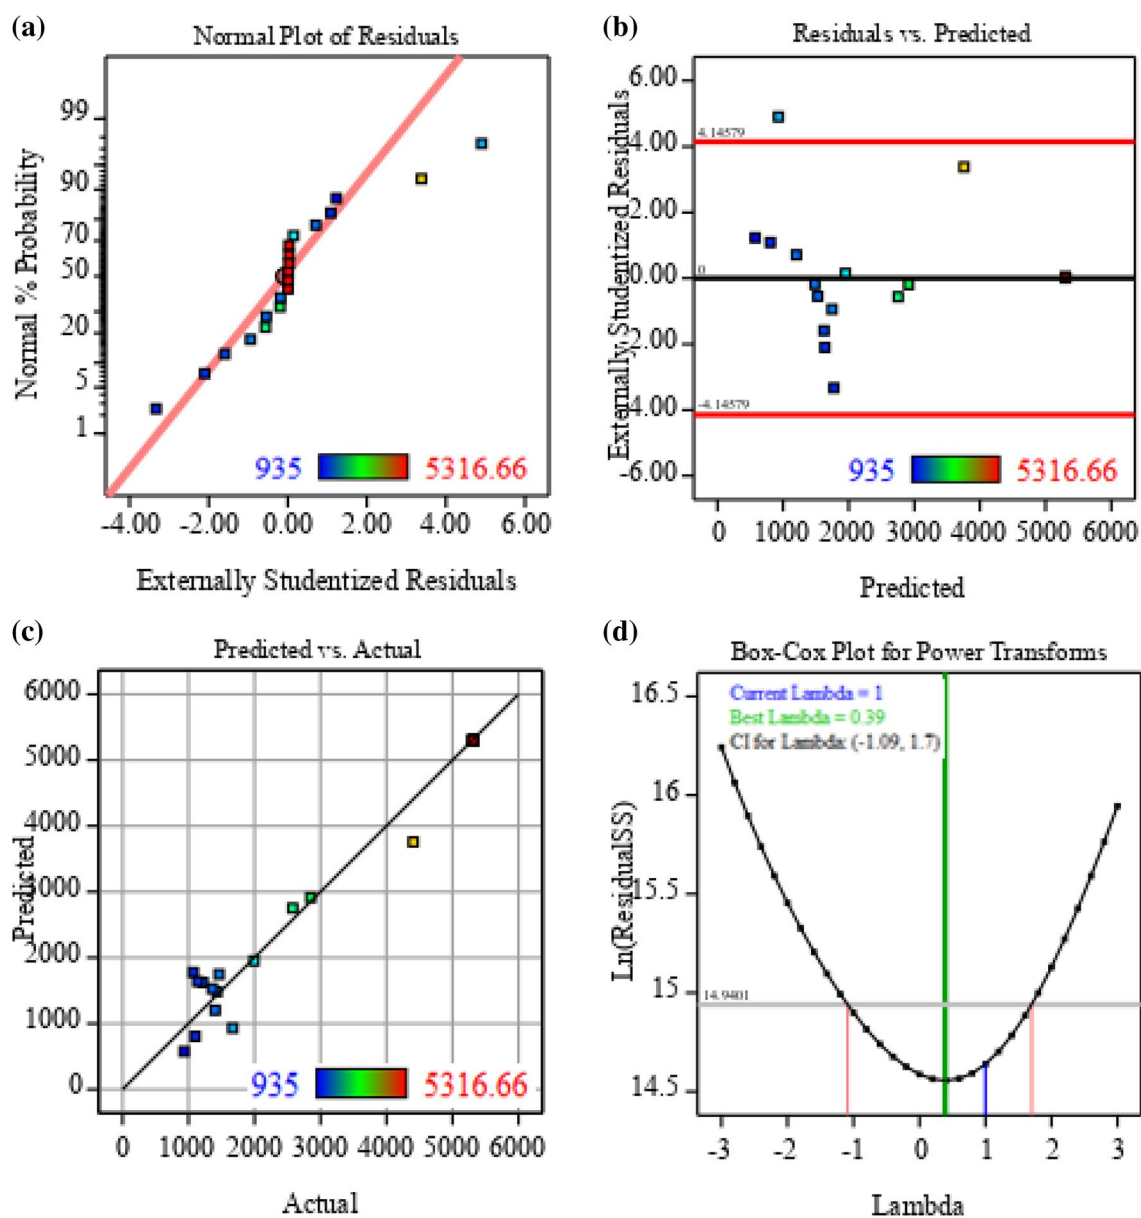 (a)
Normal Plot of Residuals
Normal % Probability
99
90
70
50
20
5
1
935
5316.66
-4.00 -2.00 0.00 2.00 4.00 6.00
Externally Studentized Residuals
(b)
Residuals vs. Predicted
Externally Studentized Residuals
6.00
4.00
2.00
0.00
-2.00
-4.00
-6.00
4.14579
0
-4.14579
935
5316.66
0 1000 2000 3000 4000 5000 6000
Predicted
(c)
Predicted vs. Actual
Predicted
6000
5000
4000
3000
2000
1000
0
935
5316.66
0 1000 2000 3000 4000 5000 6000
Actual
(d)
Box-Cox Plot for Power Transforms
Ln(ResidualSS)
16.5
16
15.5
15
14.5
Current Lambda = 1
Best Lambda = 0.39
CI for Lambda: (-1.09, 1.7)
14.9401
-3 -2 -1 0 1 2 3
Lambda